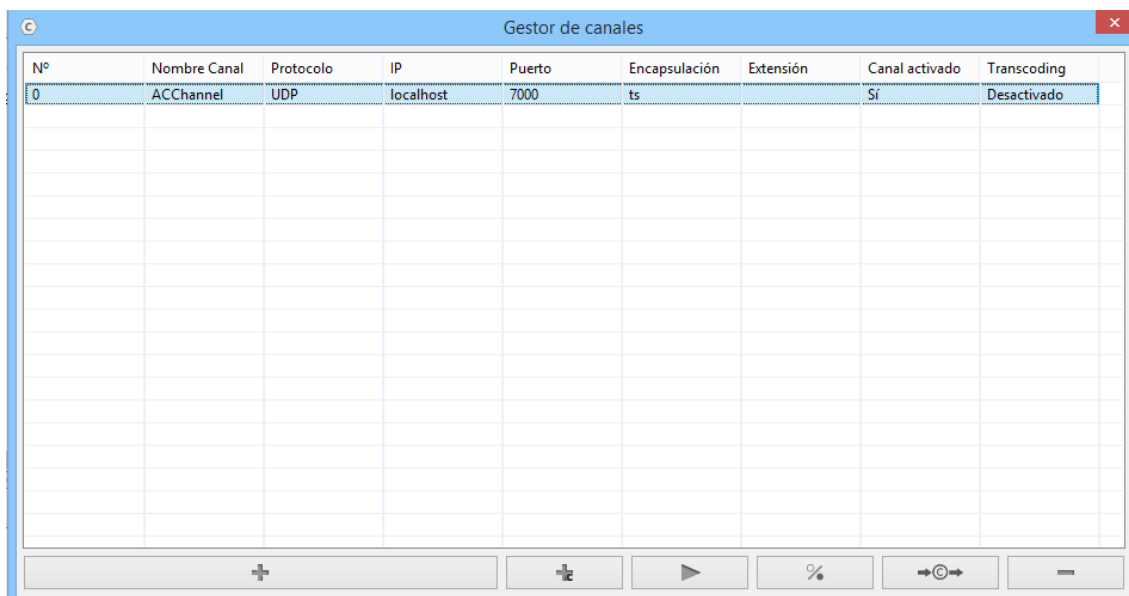 Gestor de canales
Nº Nombre Canal Protocolo IP Puerto Encapsulación Extensión Canal activado Transcoding
0 ACChannel UDP localhost 7000 ts Sí Desactivado